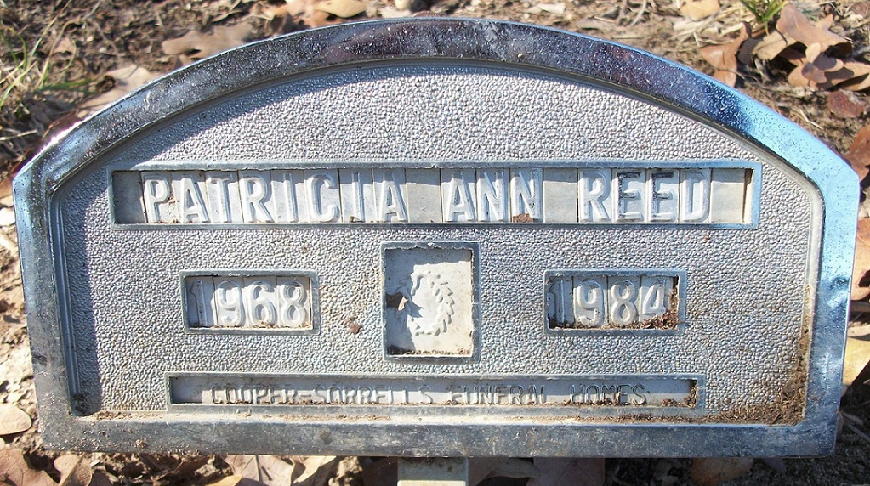 PATRICIA ANN REED
1968 1984
COOPER-SORRELLS FUNERAL HOMES